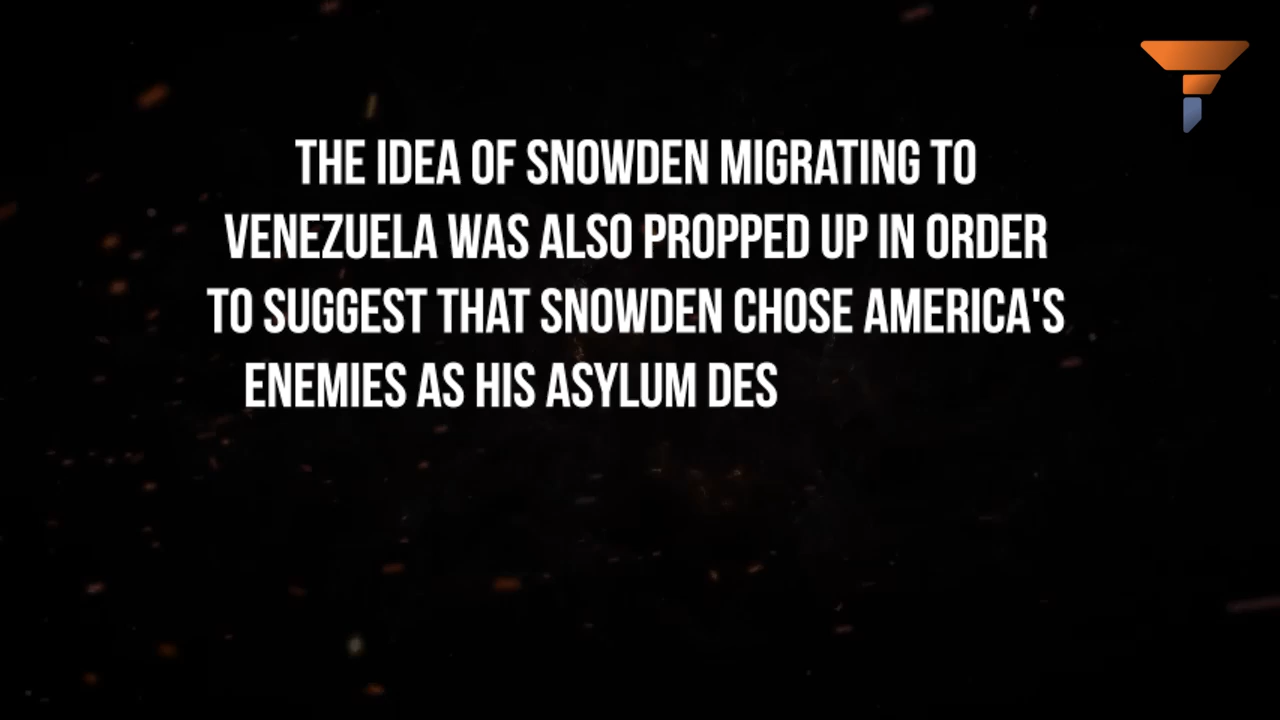 THE IDEA OF SNOWDEN MIGRATING TO
VENEZUELA WAS ALSO PROPPED UP IN ORDER
TO SUGGEST THAT SNOWDEN CHOSE AMERICA'S
ENEMIES AS HIS ASYLUM DES